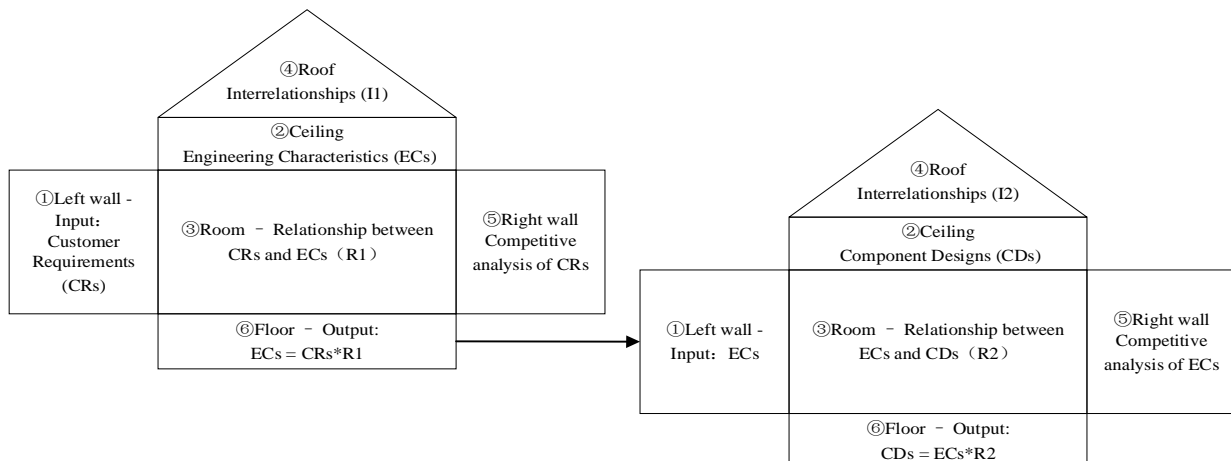 ④Roof
Interrelationships (I1)
②Ceiling
Engineering Characteristics (ECs)
①Left wall -
Input：
Customer
Requirements
(CRs)
③Room － Relationship between
CRs and ECs（R1）
⑤Right wall
Competitive
analysis of CRs
⑥Floor － Output:
ECs = CRs*R1
④Roof
Interrelationships (I2)
②Ceiling
Component Designs (CDs)
①Left wall -
Input：ECs
③Room － Relationship between
ECs and CDs（R2）
⑤Right wall
Competitive
analysis of ECs
⑥Floor － Output:
CDs = ECs*R2